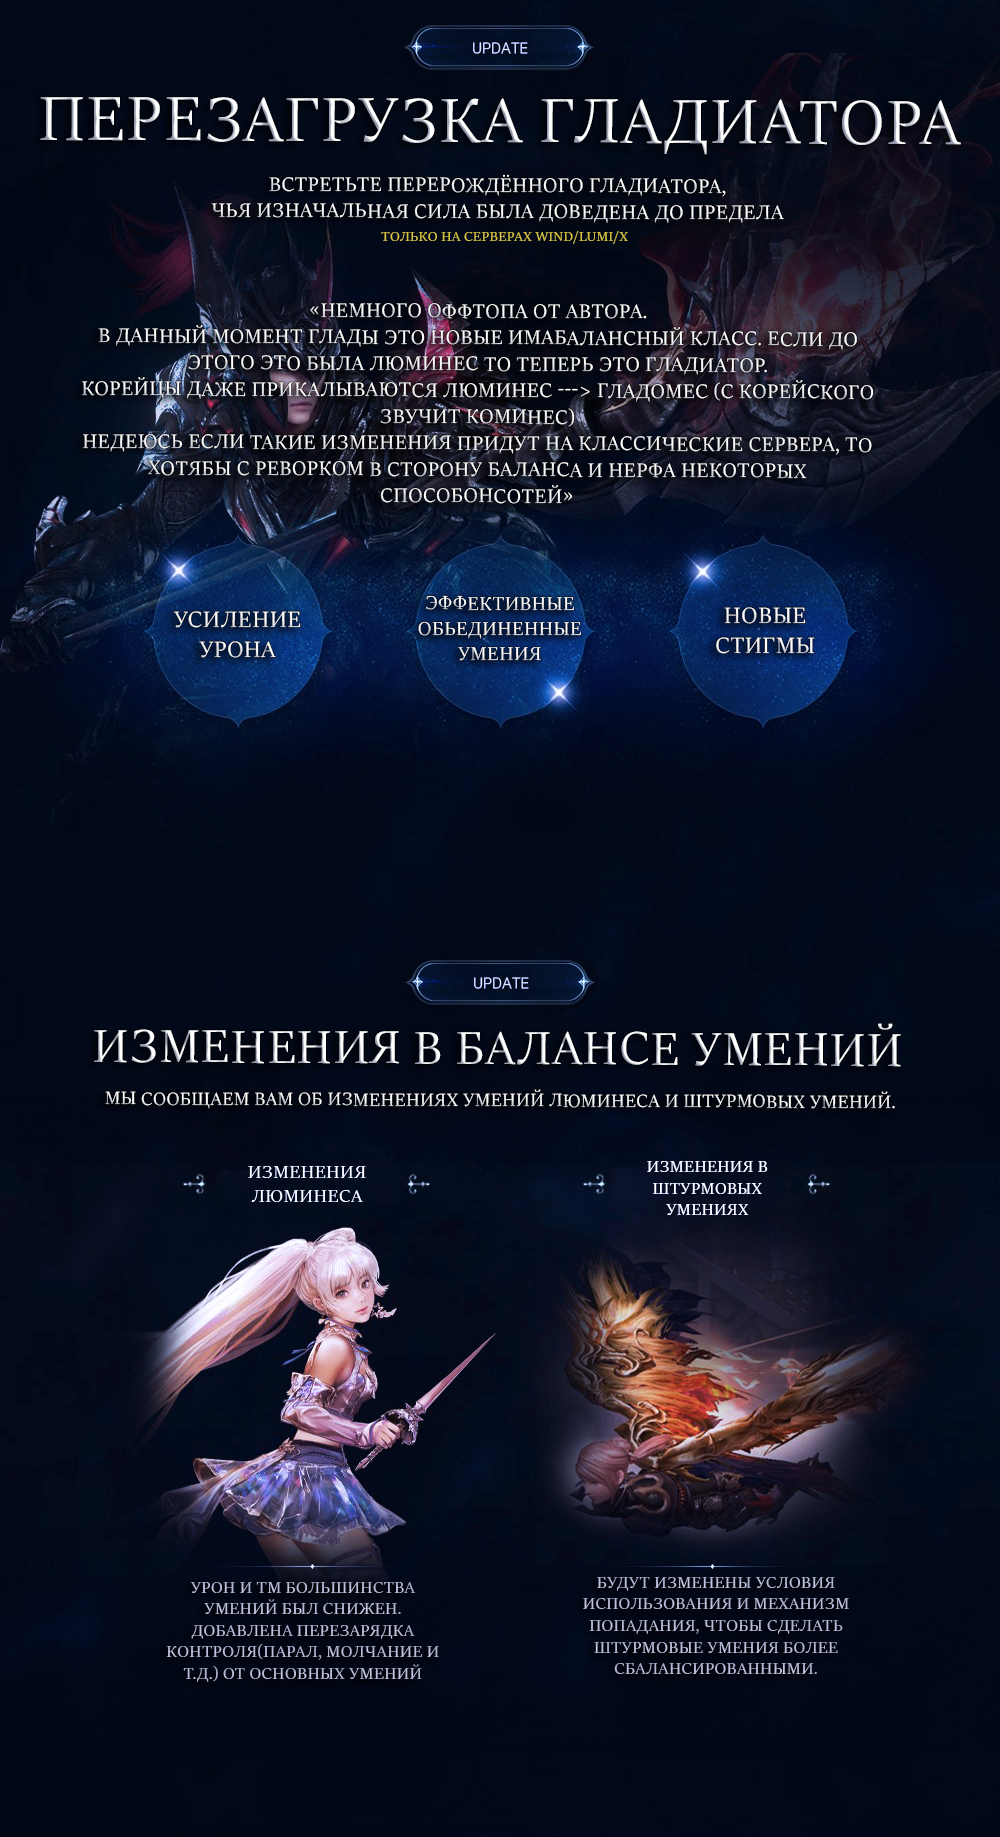 UPDATE
ПЕРЕЗАГРУЗКА ГЛАДИАТОРА
ВСТРЕТЬТЕ ПЕРЕРОЖДЁННОГО ГЛАДИАТОРА,
ЧЬЯ ИЗНАЧАЛЬНАЯ СИЛА БЫЛА ДОВЕДЕНА ДО ПРЕДЕЛА
ТОЛЬКО НА СЕРВЕРАХ WIND/LUMI/X
«НЕМНОГО ОФФТОПА ОТ АВТОРА.
В ДАННЫЙ МОМЕНТ ГЛАДЫ ЭТО НОВЫЕ ИМАБАЛАНСНЫЙ КЛАСС. ЕСЛИ ДО
ЭТОГО ЭТО БЫЛА ЛЮМИНЕС ТО ТЕПЕРЬ ЭТО ГЛАДИАТОР.
КОРЕЙЦЫ ДАЖЕ ПРИКАЛЫВАЮТСЯ ЛЮМИНЕС ---> ГЛАДОМЕС (С КОРЕЙСКОГО
ЗВУЧИТ КОМИНЕС)
НЕДЕЮСЬ ЕСЛИ ТАКИЕ ИЗМЕНЕНИЯ ПРИДУТ НА КЛАССИЧЕСКИЕ СЕРВЕРА, ТО
ХОТЯБЫ С РЕВОРКОМ В СТОРОНУ БАЛАНСА И НЕРФА НЕКОТОРЫХ
СПОСОБОНСОТЕЙ»
УСИЛЕНИЕ
УРОНА
ЭФФЕКТИВНЫЕ
ОБЬЕДИНЕННЫЕ
УМЕНИЯ
НОВЫЕ
СТИГМЫ
UPDATE
ИЗМЕНЕНИЯ В БАЛАНСЕ УМЕНИЙ
МЫ СООБЩАЕМ ВАМ ОБ ИЗМЕНЕНИЯХ УМЕНИЙ ЛЮМИНЕСА И ШТУРМОВЫХ УМЕНИЙ.
ИЗМЕНЕНИЯ
ЛЮМИНЕСА
ИЗМЕНЕНИЯ В
ШТУРМОВЫХ
УМЕНИЯХ
УРОН И ТМ БОЛЬШИНСТВА
УМЕНИЙ БЫЛ СНИЖЕН.
ДОБАВЛЕНА ПЕРЕЗАРЯДКА
КОНТРОЛЯ(ПАРАЛ, МОЛЧАНИЕ И
Т.Д.) ОТ ОСНОВНЫХ УМЕНИЙ
БУДУТ ИЗМЕНЕНЫ УСЛОВИЯ
ИСПОЛЬЗОВАНИЯ И МЕХАНИЗМ
ПОПАДАНИЯ, ЧТОБЫ СДЕЛАТЬ
ШТУРМОВЫЕ УМЕНИЯ БОЛЕЕ
СБАЛАНСИРОВАННЫМИ.